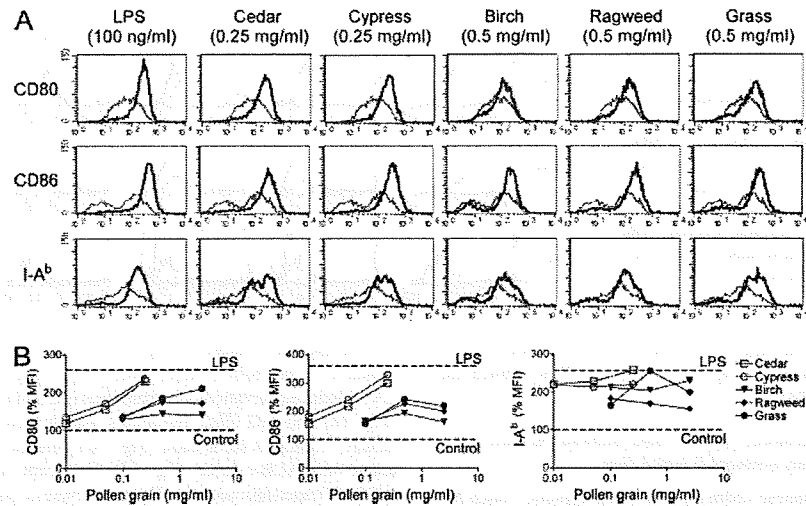 A
LPS Cedar Cypress Birch Ragweed Grass
(100 ng/ml) (0.25 mg/ml) (0.25 mg/ml) (0.5 mg/ml) (0.5 mg/ml) (0.5 mg/ml)
CD80
CD86
I-Aᵇ
B
CD80 (% MFI)
300
200
100
0
LPS
Control
0.01 0.1 1 10
Pollen grain (mg/ml)
CD86 (% MFI)
400
300
200
100
0
LPS
Control
0.01 0.1 1 10
Pollen grain (mg/ml)
I-Aᵇ (% MFI)
300
200
100
0
LPS
Control
0.01 0.1 1 10
Pollen grain (mg/ml)
Cedar
Cypress
Birch
Ragweed
Grass